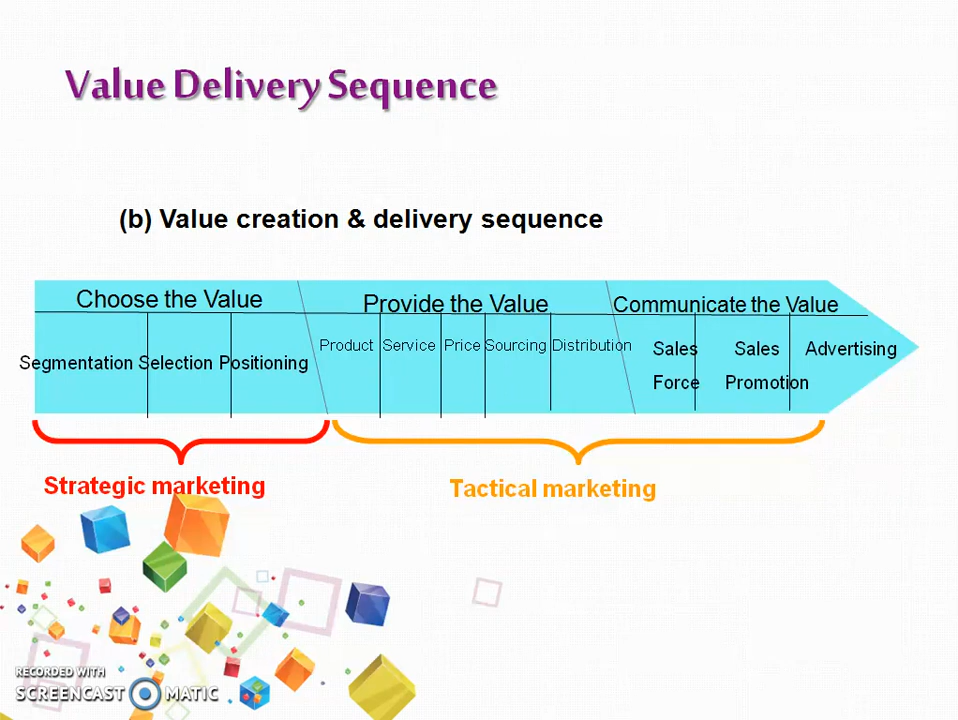 Value Delivery Sequence
(b) Value creation & delivery sequence
Choose the Value Provide the Value Communicate the Value
Segmentation Selection Positioning Product Service Price Sourcing Distribution Sales Force Sales Promotion Advertising
Strategic marketing Tactical marketing
RECORDED WITH
SCREENCAST MATIC